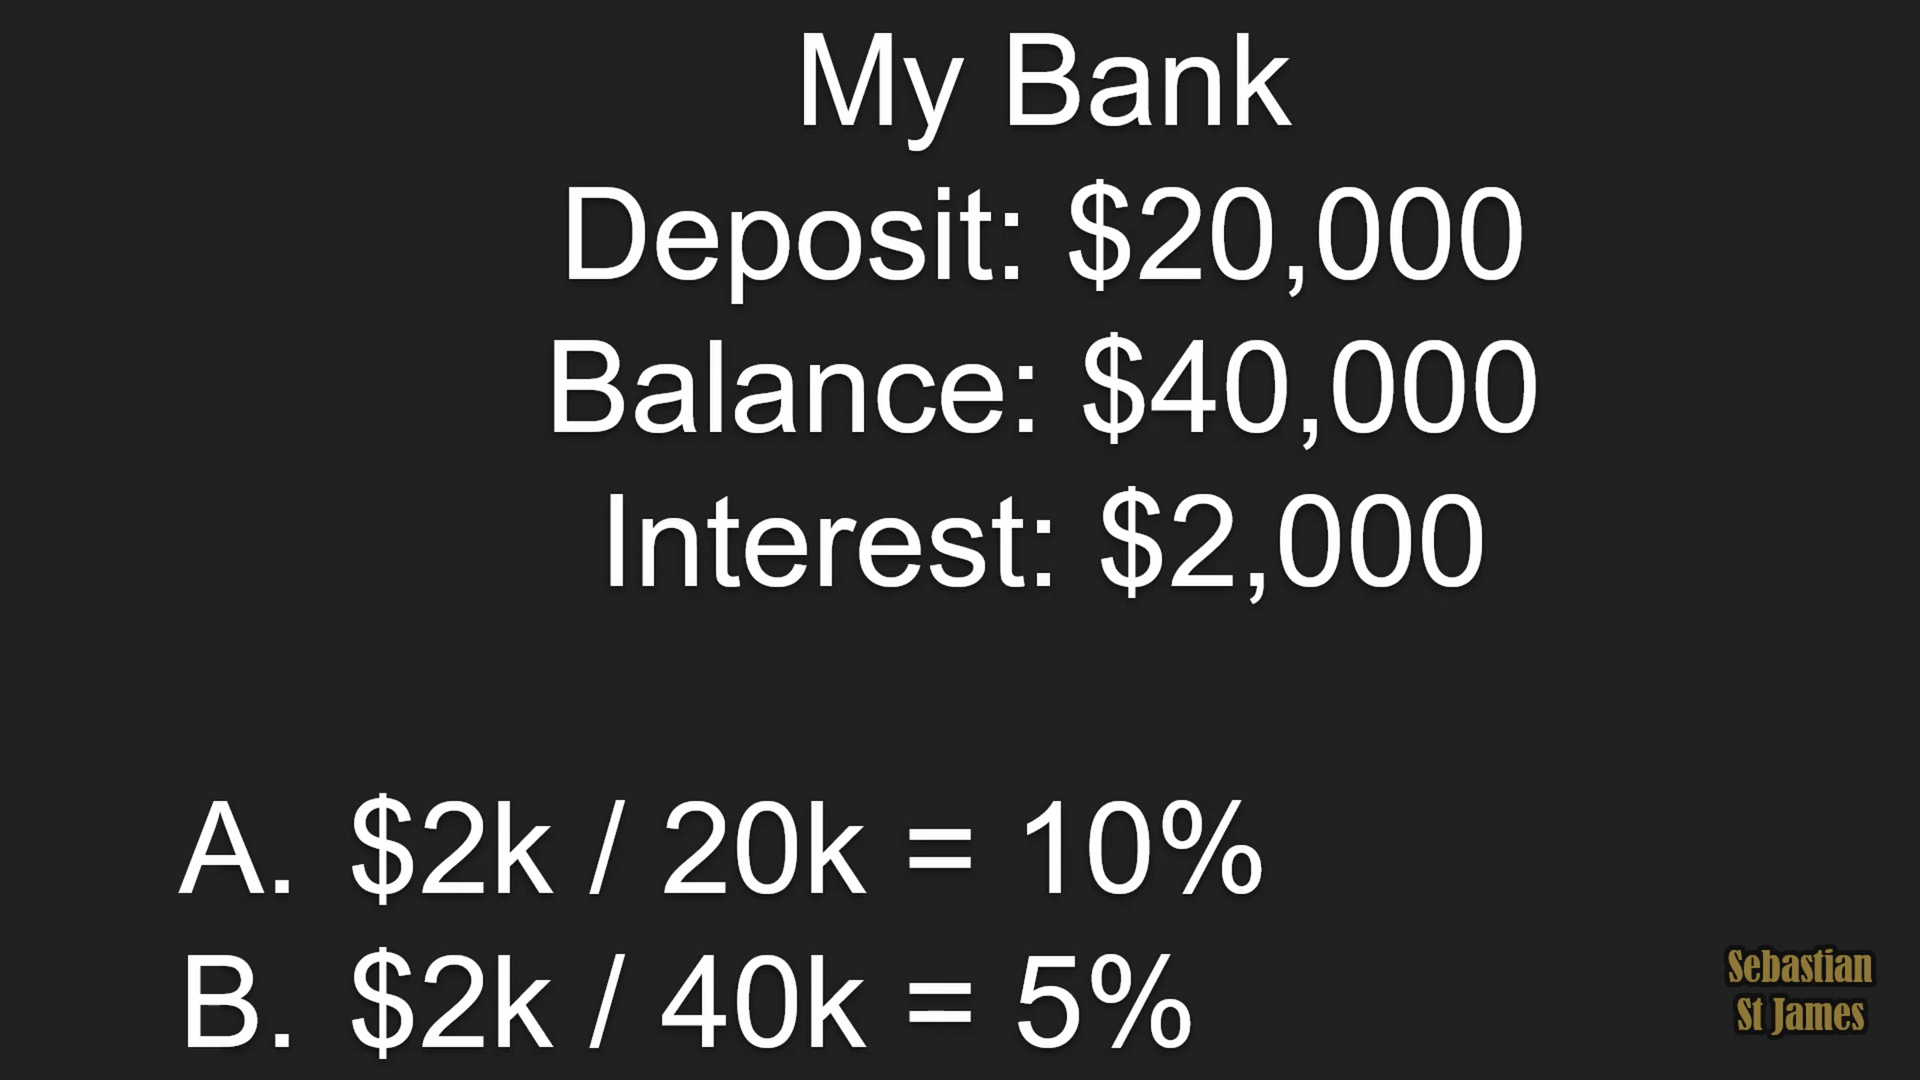 My Bank
Deposit: $20,000
Balance: $40,000
Interest: $2,000
A. $2k / 20k = 10%
B. $2k / 40k = 5%
Sebastian
St James